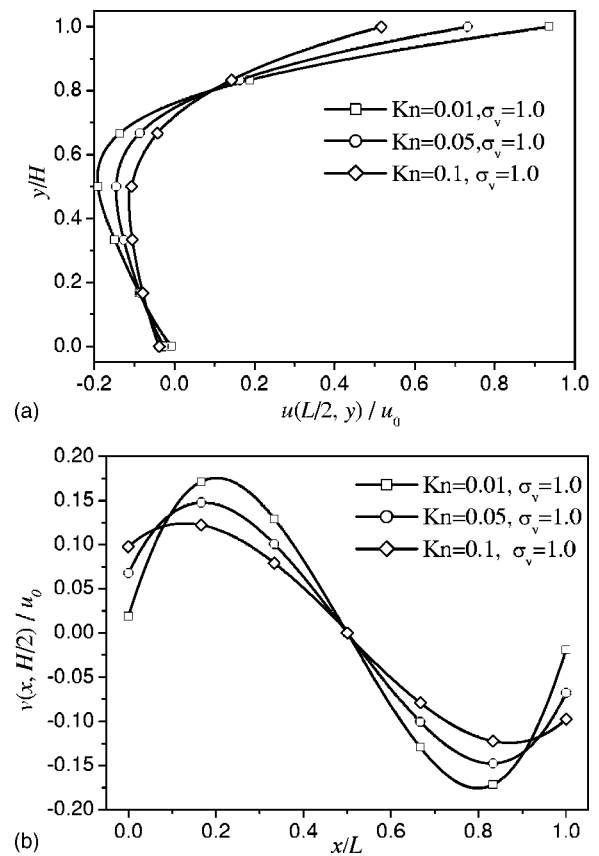 (a)
1.0
0.8
0.6
0.4
0.2
0.0
y/H
Kn=0.01,σv=1.0
Kn=0.05,σv=1.0
Kn=0.1, σv=1.0
-0.2 0.0 0.2 0.4 0.6 0.8 1.0
u(L/2, y) / u0
(b)
0.20
0.15
0.10
0.05
0.00
-0.05
-0.10
-0.15
-0.20
v(x, H/2) / u0
Kn=0.01, σv=1.0
Kn=0.05, σv=1.0
Kn=0.1, σv=1.0
0.0 0.2 0.4 0.6 0.8 1.0
x/L